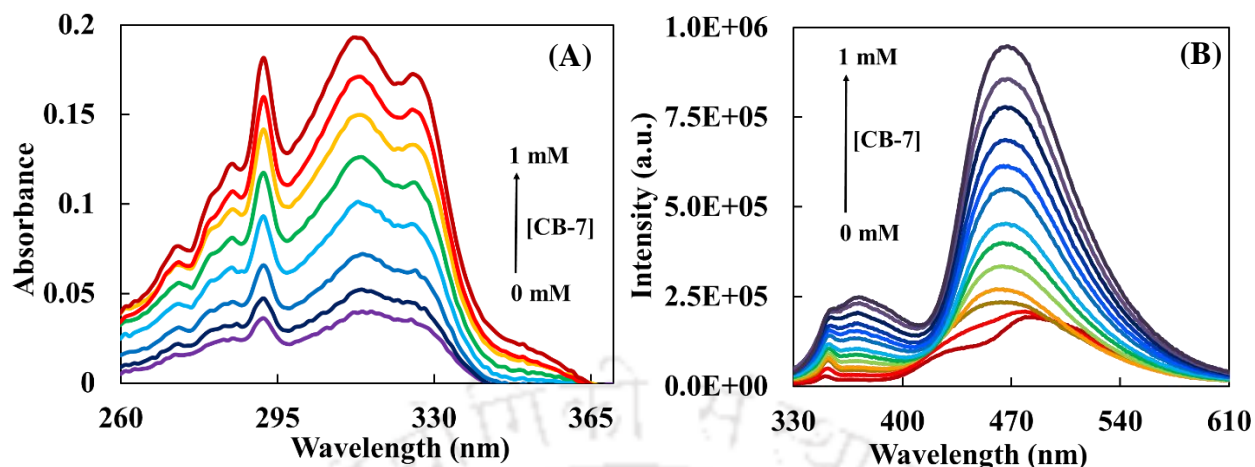 0.2
0.15
0.1
0.05
0
260
295
330
365
Absorbance
Wavelength (nm)
(A)
1 mM
[CB-7]
0 mM
1.0E+06
7.5E+05
5.0E+05
2.5E+05
0.0E+00
330
400
470
540
610
Intensity (a.u.)
Wavelength (nm)
(B)
1 mM
[CB-7]
0 mM